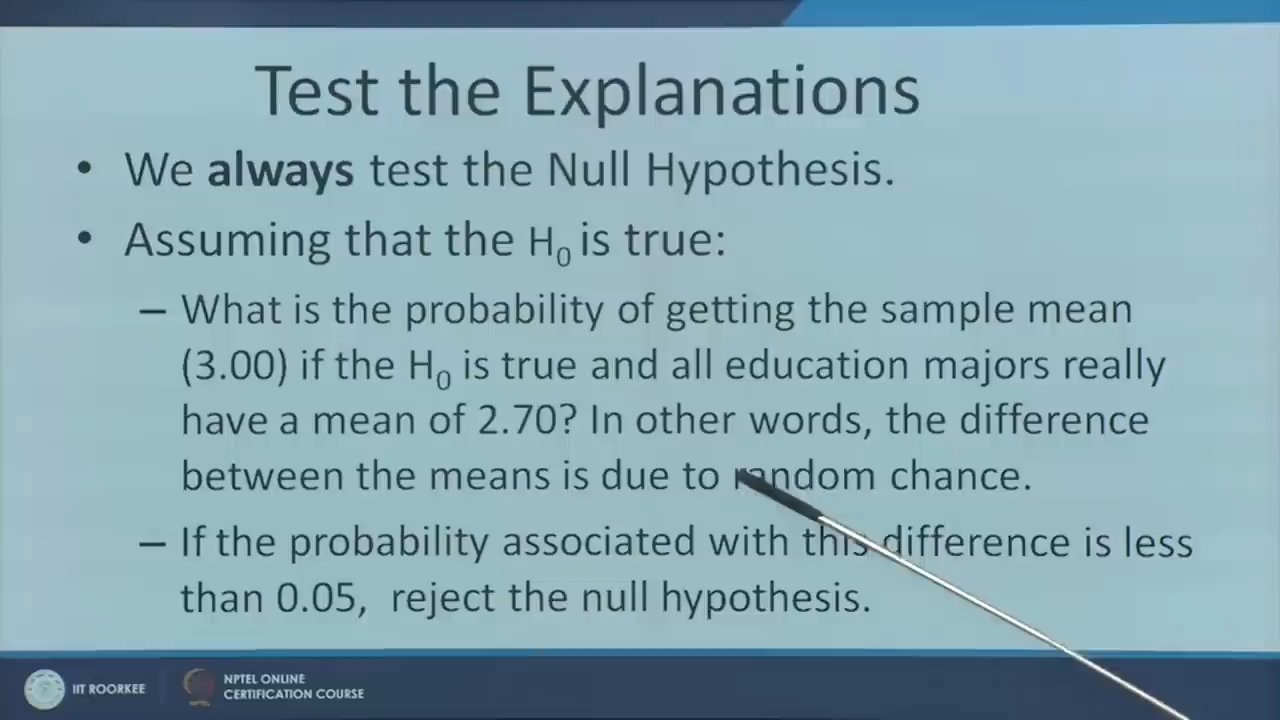 Test the Explanations
• We always test the Null Hypothesis.
• Assuming that the H₀ is true:
– What is the probability of getting the sample mean
(3.00) if the H₀ is true and all education majors really
have a mean of 2.70? In other words, the difference
between the means is due to random chance.
– If the probability associated with this difference is less
than 0.05, reject the null hypothesis.
IIT ROORKEE
NPTEL ONLINE
CERTIFICATION COURSE